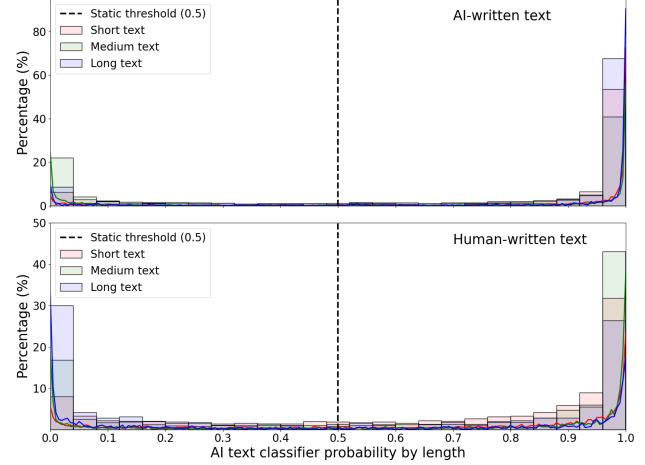 AI-written text
Static threshold (0.5)
Short text
Medium text
Long text
Percentage (%)
80
60
40
20
0
Human-written text
Static threshold (0.5)
Short text
Medium text
Long text
Percentage (%)
50
40
30
20
10
0.0 0.1 0.2 0.3 0.4 0.5 0.6 0.7 0.8 0.9 1.0
AI text classifier probability by length